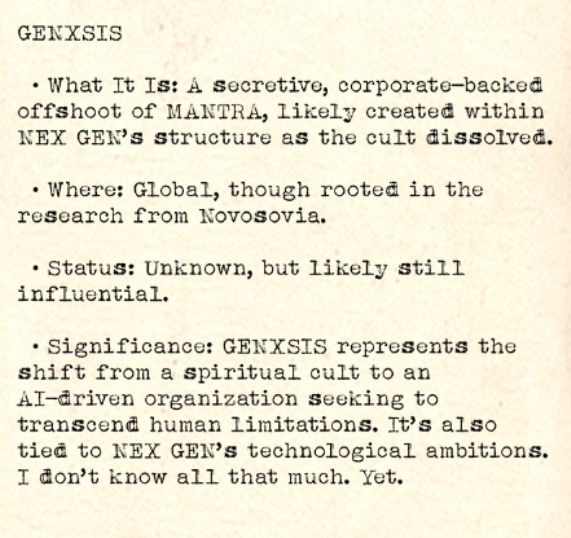 GENXSIS
• What It Is: A secretive, corporate-backed
offshoot of MANTRA, likely created within
NEX GEN's structure as the cult dissolved.
• Where: Global, though rooted in the
research from Novosovia.
• Status: Unknown, but likely still
influential.
• Significance: GENXSIS represents the
shift from a spiritual cult to an
AI-driven organization seeking to
transcend human limitations. It's also
tied to NEX GEN's technological ambitions.
I don't know all that much. Yet.